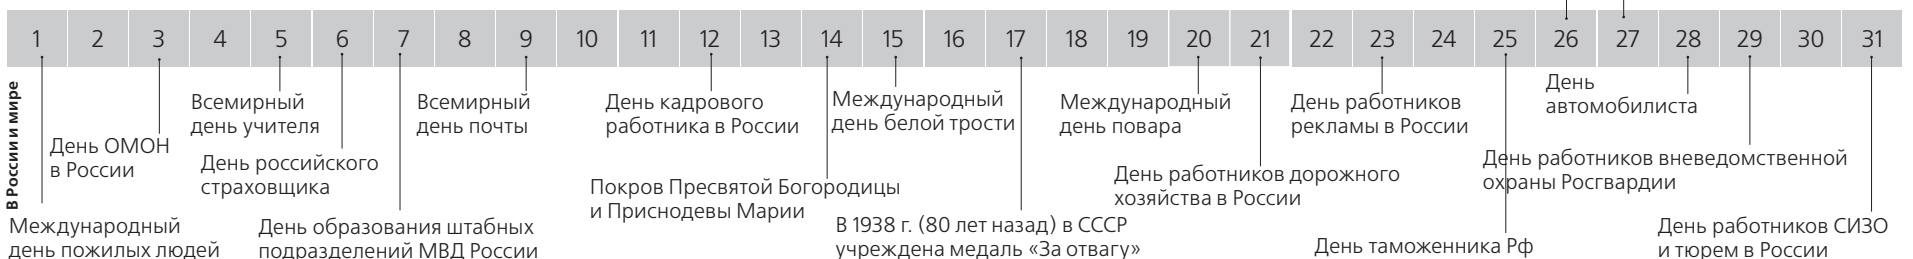 1 2 3 4 5 6 7 8 9 10 11 12 13 14 15 16 17 18 19 20 21 22 23 24 25 26 27 28 29 30 31
В России и мире
Международный
день пожилых людей
День ОМОН
в России
Всемирный
день учителя
День российского
страховщика
День образования штабных
подразделений МВД России
Всемирный
день почты
День кадрового
работника в России
Покров Пресвятой Богородицы
и Приснодевы Марии
Международный
день белой трости
В 1938 г. (80 лет назад) в СССР
учреждена медаль «За отвагу»
Международный
день повара
День работников дорожного
хозяйства в России
День работников
рекламы в России
День таможенника Рф
День
автомобилиста
День работников вневедомственной
охраны Росгвардии
День работников СИЗО
и тюрем в России